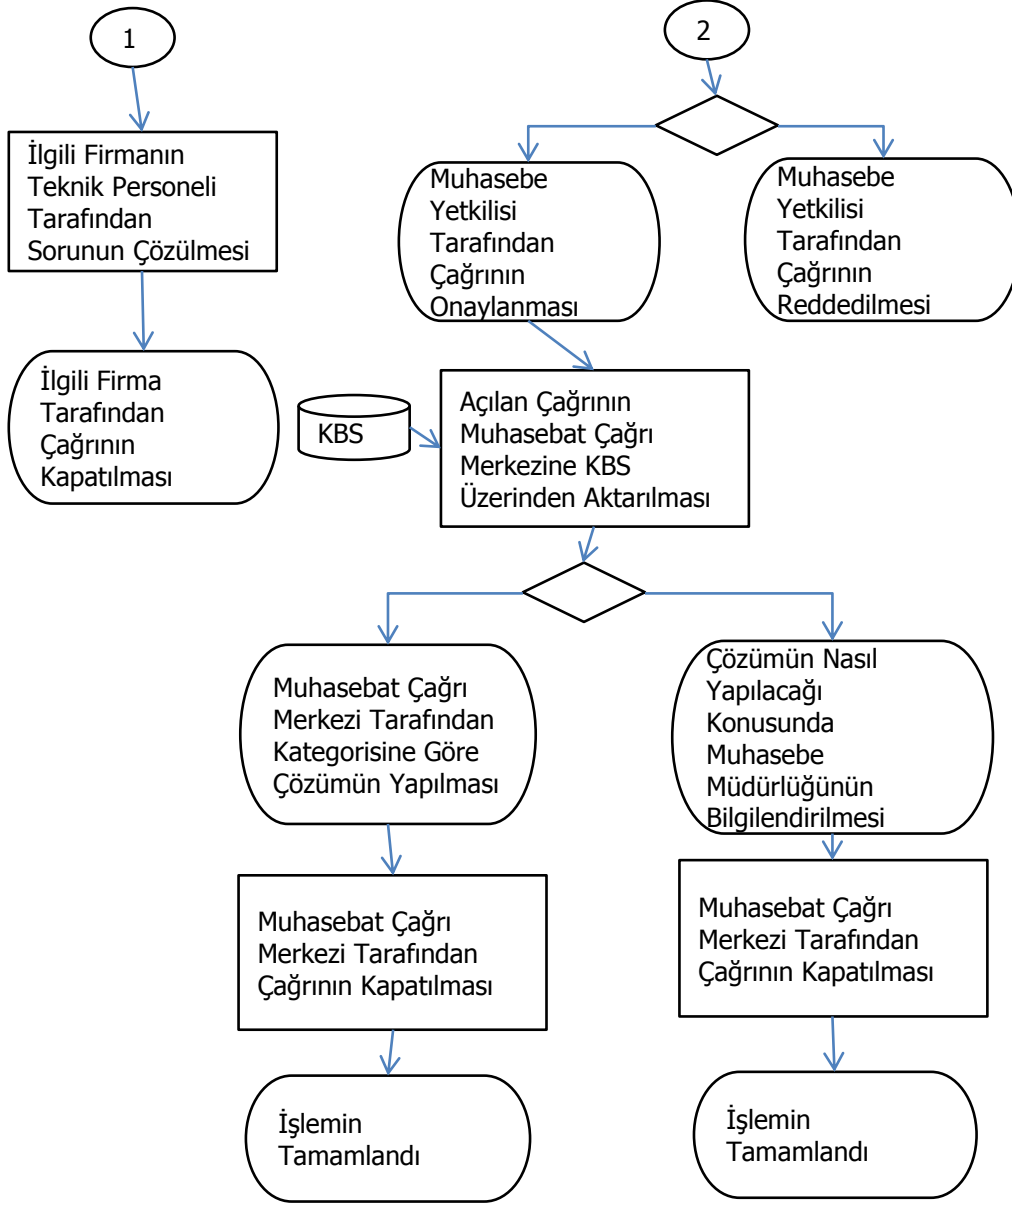 1
İlgili Firmanın
Teknik Personeli
Tarafından
Sorunun Çözülmesi
İlgili Firma
Tarafından
Çağrının
Kapatılması
2
Muhasebe
Yetkilisi
Tarafından
Çağrının
Onaylanması
Muhasebe
Yetkilisi
Tarafından
Çağrının
Reddedilmesi
KBS
Açılan Çağrının
Muhasebat Çağrı
Merkezine KBS
Üzerinden Aktarılması
Muhasebat Çağrı
Merkezi Tarafından
Kategorisine Göre
Çözümün Yapılması
Çözümün Nasıl
Yapılacağı
Konusunda
Muhasebe
Müdürlüğünün
Bilgilendirilmesi
Muhasebat Çağrı
Merkezi Tarafından
Çağrının Kapatılması
Muhasebat Çağrı
Merkezi Tarafından
Çağrının Kapatılması
İşlemin
Tamamlandı
İşlemin
Tamamlandı